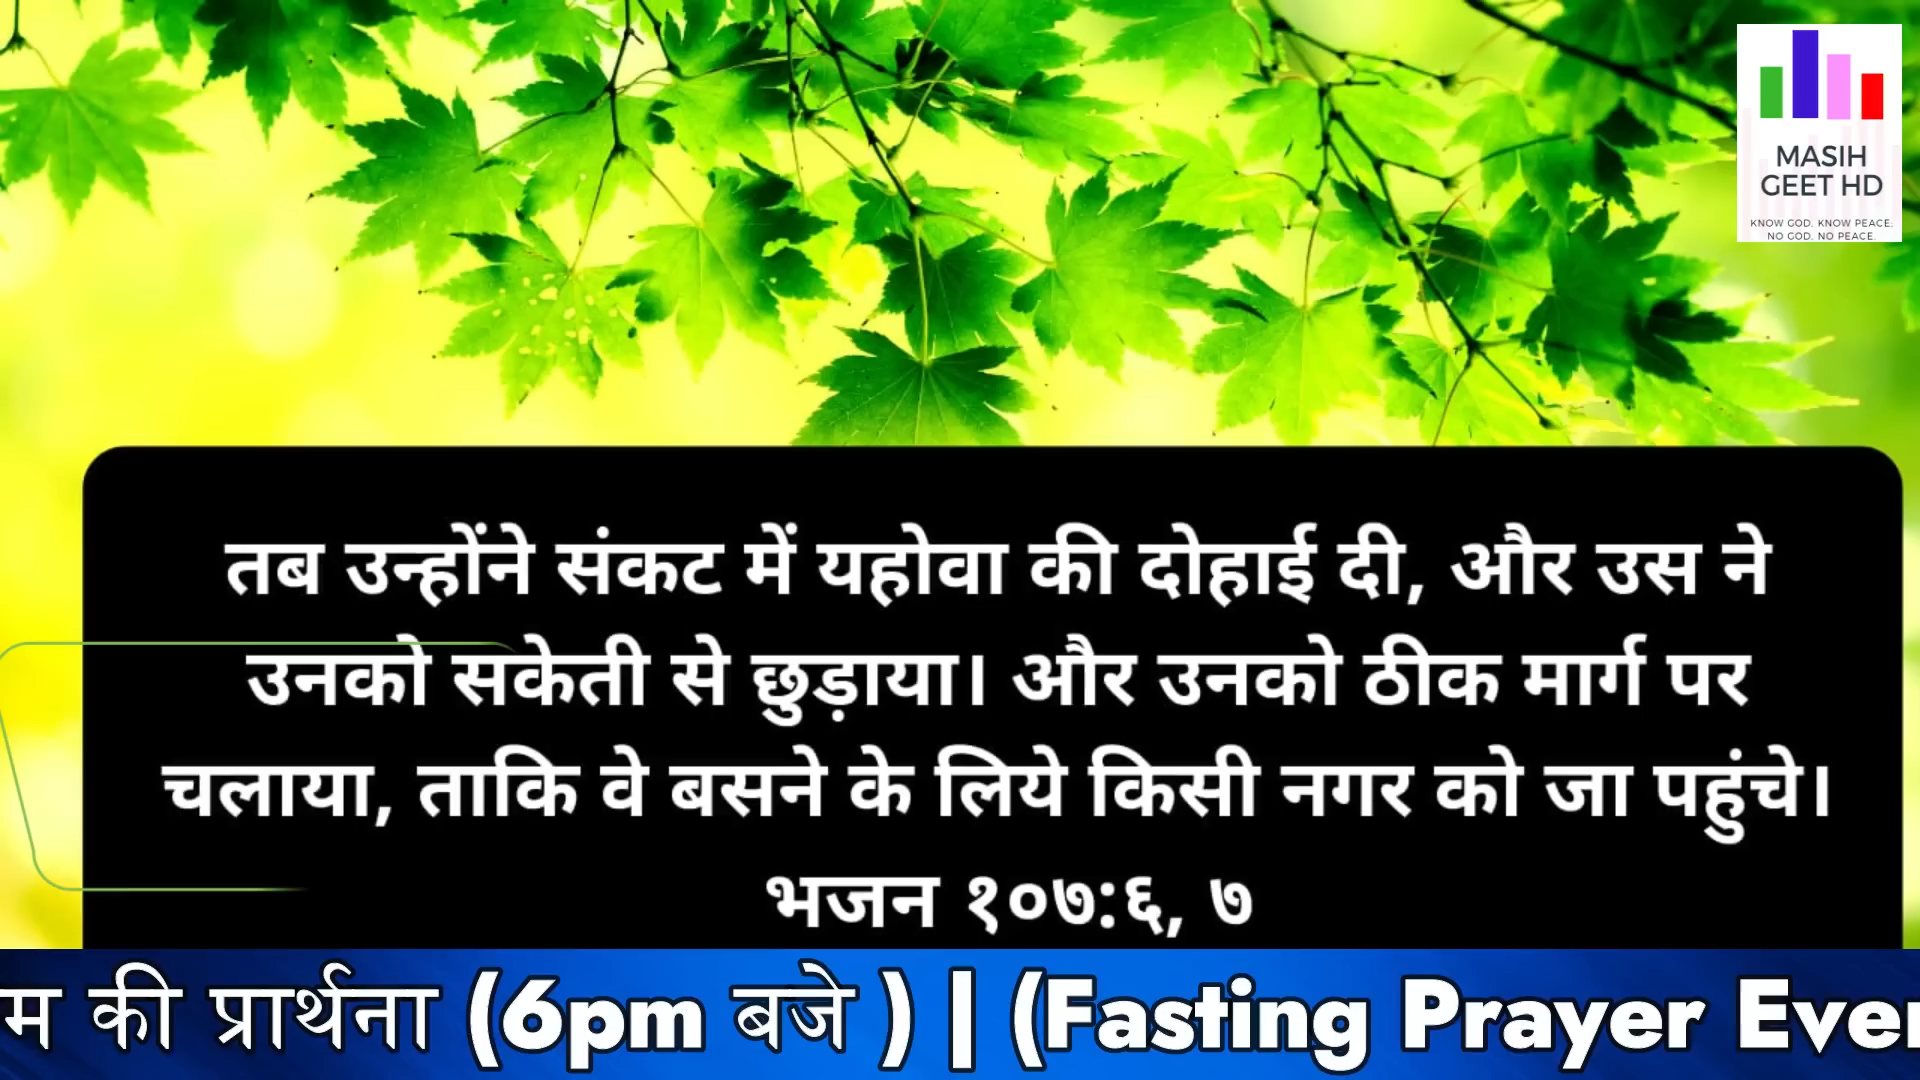 MASIH
GEET HD
KNOW GOD, KNOW PEACE;
NO GOD, NO PEACE.
तब उन्होंने संकट में यहोवा की दोहाई दी, और उस ने
उनको सकेती से छुड़ाया। और उनको ठीक मार्ग पर
चलाया, ताकि वे बसने के लिये किसी नगर को जा पहुंचे।
भजन १०७:६, ७
म की प्रार्थना (6pm बजे ) | (Fasting Prayer Ever